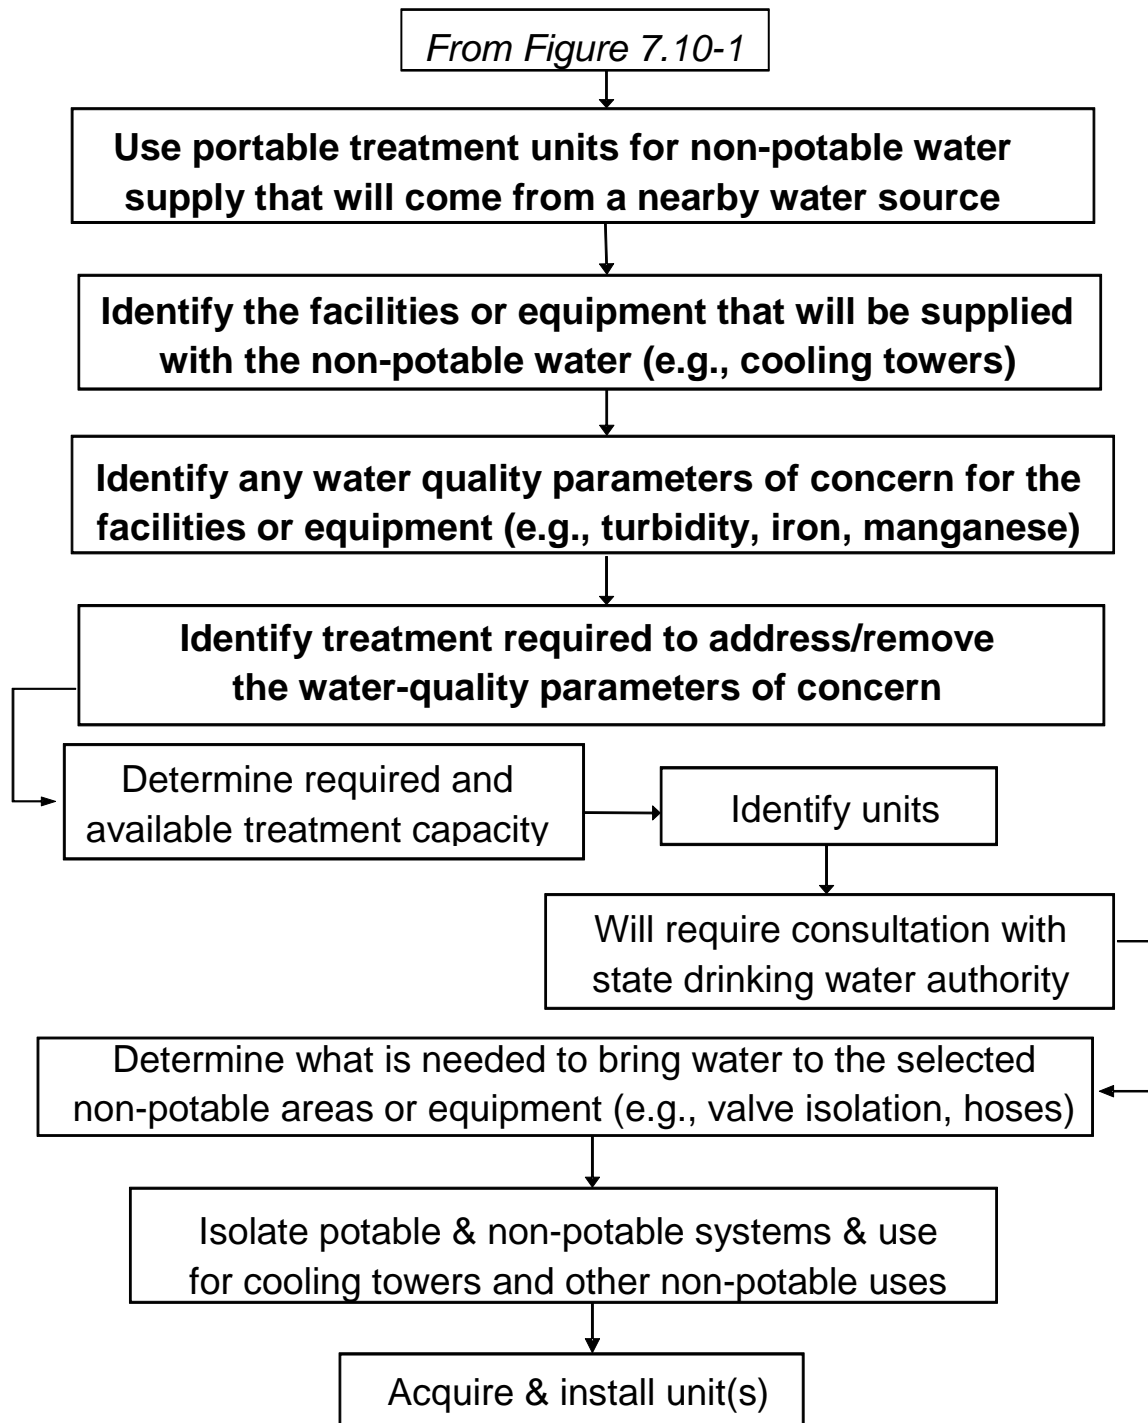 From Figure 7.10-1
Use portable treatment units for non-potable water
supply that will come from a nearby water source
Identify the facilities or equipment that will be supplied
with the non-potable water (e.g., cooling towers)
Identify any water quality parameters of concern for the
facilities or equipment (e.g., turbidity, iron, manganese)
Identify treatment required to address/remove
the water-quality parameters of concern
Determine required and
available treatment capacity
Identify units
Will require consultation with
state drinking water authority
Determine what is needed to bring water to the selected
non-potable areas or equipment (e.g., valve isolation, hoses)
Isolate potable & non-potable systems & use
for cooling towers and other non-potable uses
Acquire & install unit(s)